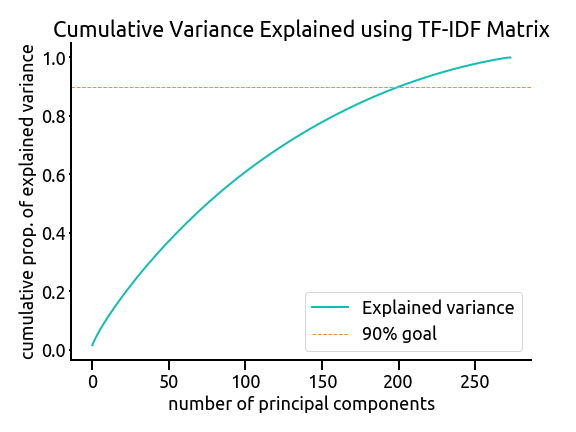 Cumulative Variance Explained using TF-IDF Matrix
cumulative prop. of explained variance
1.0
0.8
0.6
0.4
0.2
0.0
Explained variance
90% goal
0 50 100 150 200 250
number of principal components